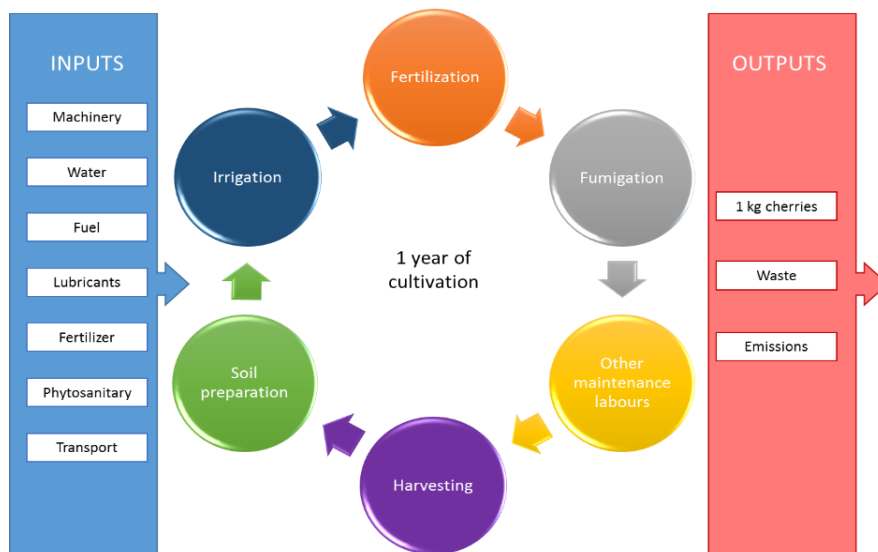 INPUTS
Machinery
Water
Fuel
Lubricants
Fertilizer
Phytosanitary
Transport
Fertilization
Irrigation
Fumigation
1 year of
cultivation
Soil
preparation
Other
maintenance
labours
Harvesting
OUTPUTS
1 kg cherries
Waste
Emissions